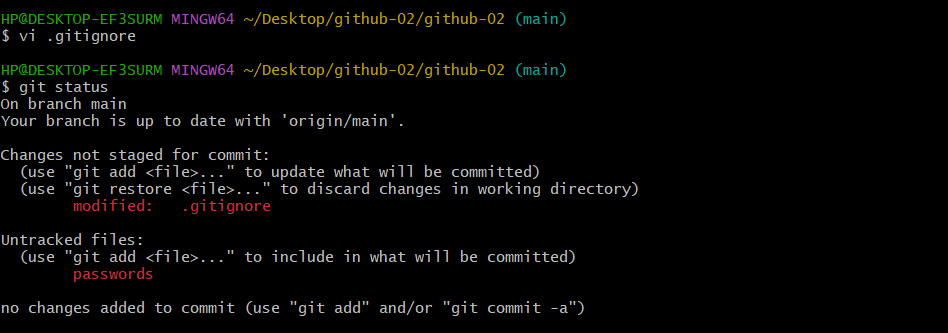 HP@DESKTOP-EF3SURM MINGW64 ~/Desktop/github-02/github-02 (main)
$ vi .gitignore
HP@DESKTOP-EF3SURM MINGW64 ~/Desktop/github-02/github-02 (main)
$ git status
On branch main
Your branch is up to date with 'origin/main'.
Changes not staged for commit:
  (use "git add <file>..." to update what will be committed)
  (use "git restore <file>..." to discard changes in working directory)
        modified:   .gitignore
Untracked files:
  (use "git add <file>..." to include in what will be committed)
        passwords
no changes added to commit (use "git add" and/or "git commit -a")